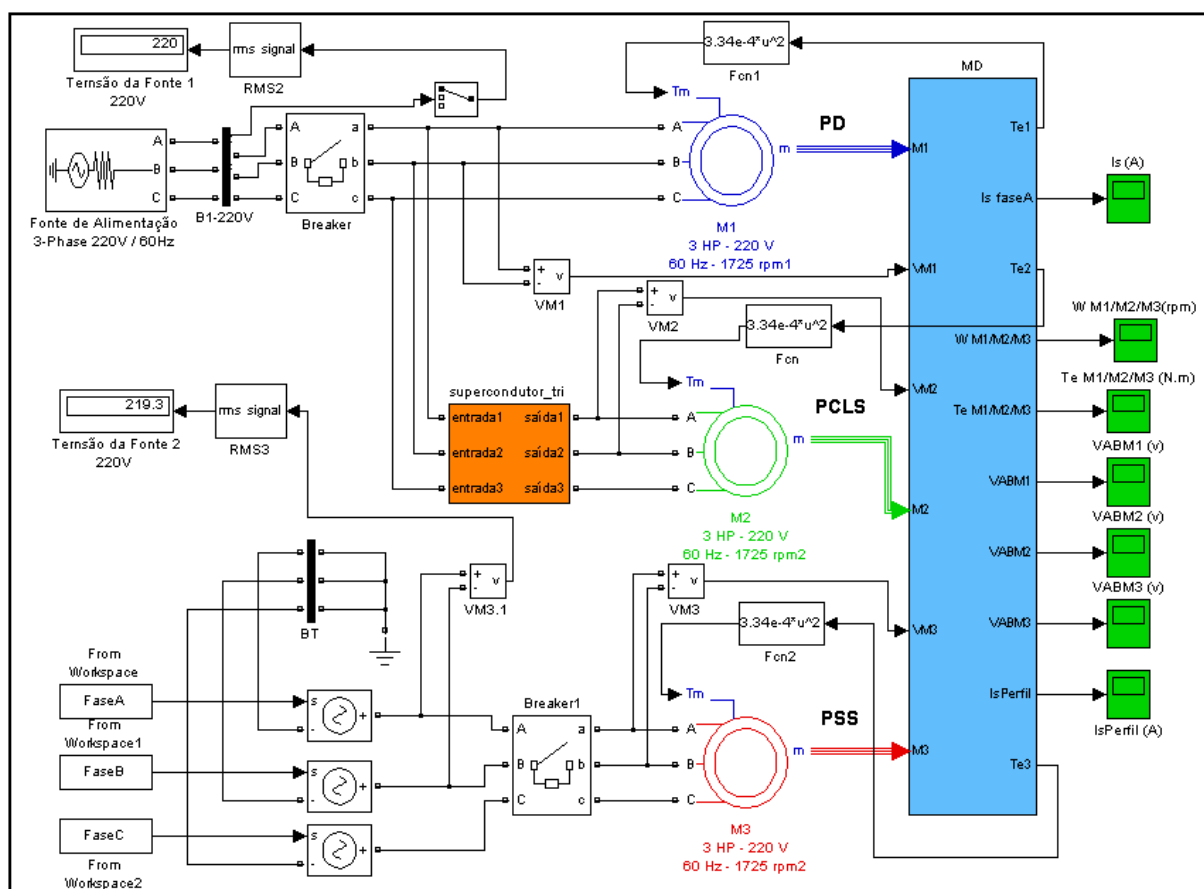 220
Ternsão da Fonte 1
220V
rms signal
RMS2
3.34e-4*u^2
Fcn1
MD
A
B
C
Fonte de Alimentação
3-Phase 220V / 60Hz
B1-220V
A
B
C
a
b
c
Breaker
Tm
A
B
C
m
PD
M1
3 HP - 220 V
60 Hz - 1725 rpm1
M1
VM1
VM2
M2
VM3
M3
Te1
Is faseA
Te2
W M1/M2/M3
Te M1/M2/M3
VABM1
VABM2
VABM3
IsPerfil
Te3
Is (A)
W M1/M2/M3(rpm)
Te M1/M2/M3 (N.m)
VABM1 (v)
VABM2 (v)
VABM3 (v)
IsPerfil (A)
+
-
v
VM1
+
-
v
VM2
3.34e-4*u^2
Fcn
219.3
Ternsão da Fonte 2
220V
rms signal
RMS3
supercondutor_tri
entrada1
saída1
entrada2
saída2
entrada3
saída3
Tm
A
B
C
m
PCLS
M2
3 HP - 220 V
60 Hz - 1725 rpm2
BT
+
-
v
VM3.1
+
-
v
VM3
3.34e-4*u^2
Fcn2
From
Workspace
FaseA
From
Workspace1
FaseB
FaseC
From
Workspace2
s
-
+
s
-
+
s
-
+
Breaker1
A
B
C
a
b
c
Tm
A
B
C
m
PSS
M3
3 HP - 220 V
60 Hz - 1725 rpm2